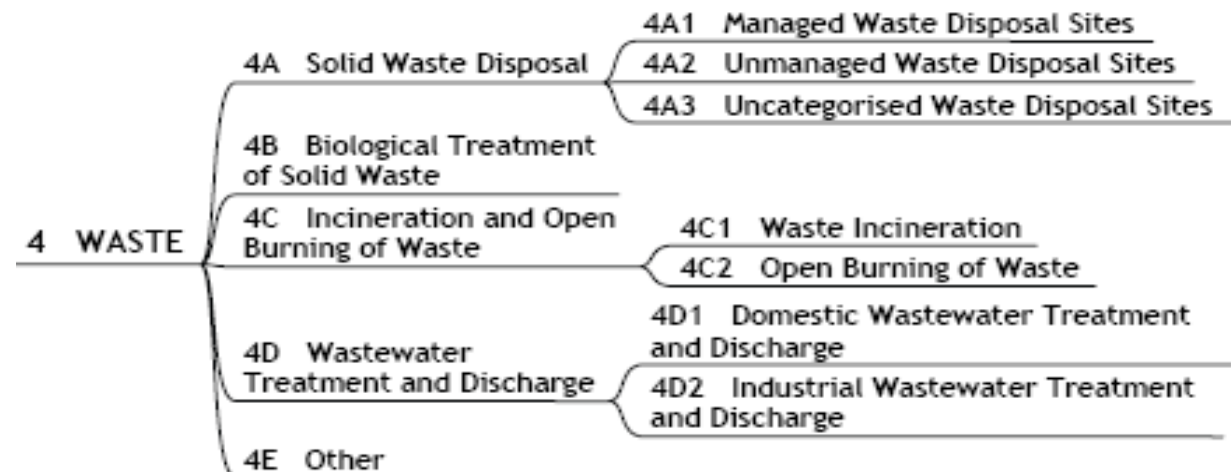 4 WASTE
4A Solid Waste Disposal
4A1 Managed Waste Disposal Sites
4A2 Unmanaged Waste Disposal Sites
4A3 Uncategorised Waste Disposal Sites
4B Biological Treatment
of Solid Waste
4C Incineration and Open
Burning of Waste
4C1 Waste Incineration
4C2 Open Burning of Waste
4D Wastewater
Treatment and Discharge
4D1 Domestic Wastewater Treatment
and Discharge
4D2 Industrial Wastewater Treatment
and Discharge
4E Other